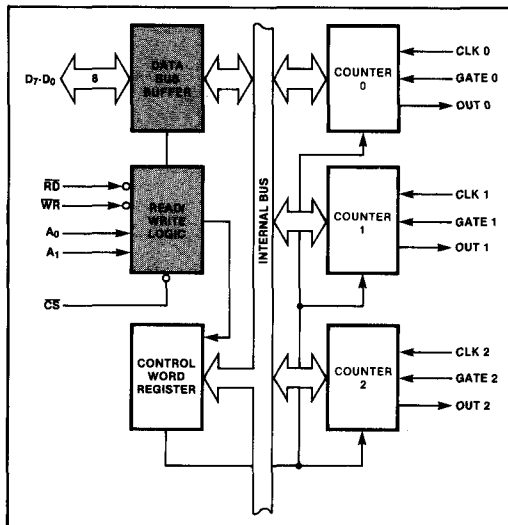 D7-D0
8
DATA
BUS
BUFFER
COUNTER
0
CLK 0
GATE 0
OUT 0
RD
WR
A0
A1
CS
READ/
WRITE
LOGIC
INTERNAL BUS
COUNTER
1
CLK 1
GATE 1
OUT 1
CONTROL
WORD
REGISTER
COUNTER
2
CLK 2
GATE 2
OUT 2